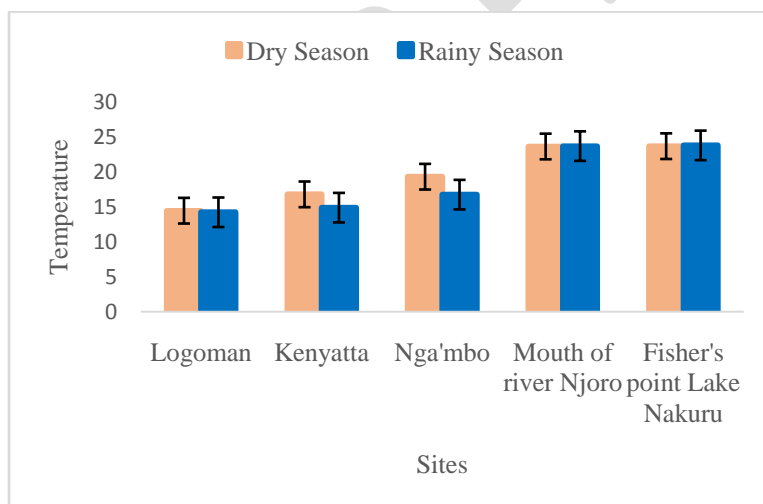 Dry Season Rainy Season
30
25
20
15
10
5
0
Temperature
Logoman Kenyatta Nga'mbo Mouth of Fisher's
river Njoro point Lake
Nakuru
Sites